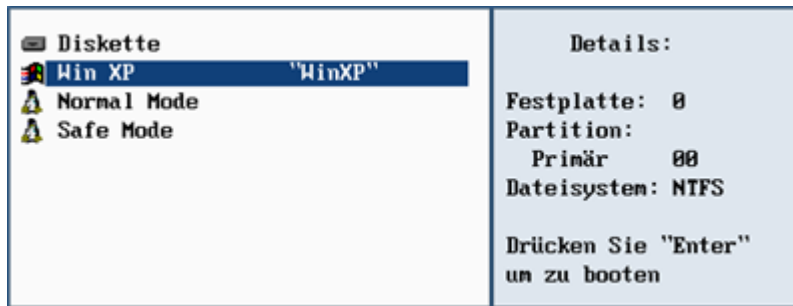 Diskette
Win XP "WinXP"
Normal Mode
Safe Mode
Details:
Festplatte: 0
Partition:
Primär 00
Dateisystem: NTFS
Drücken Sie "Enter"
um zu booten